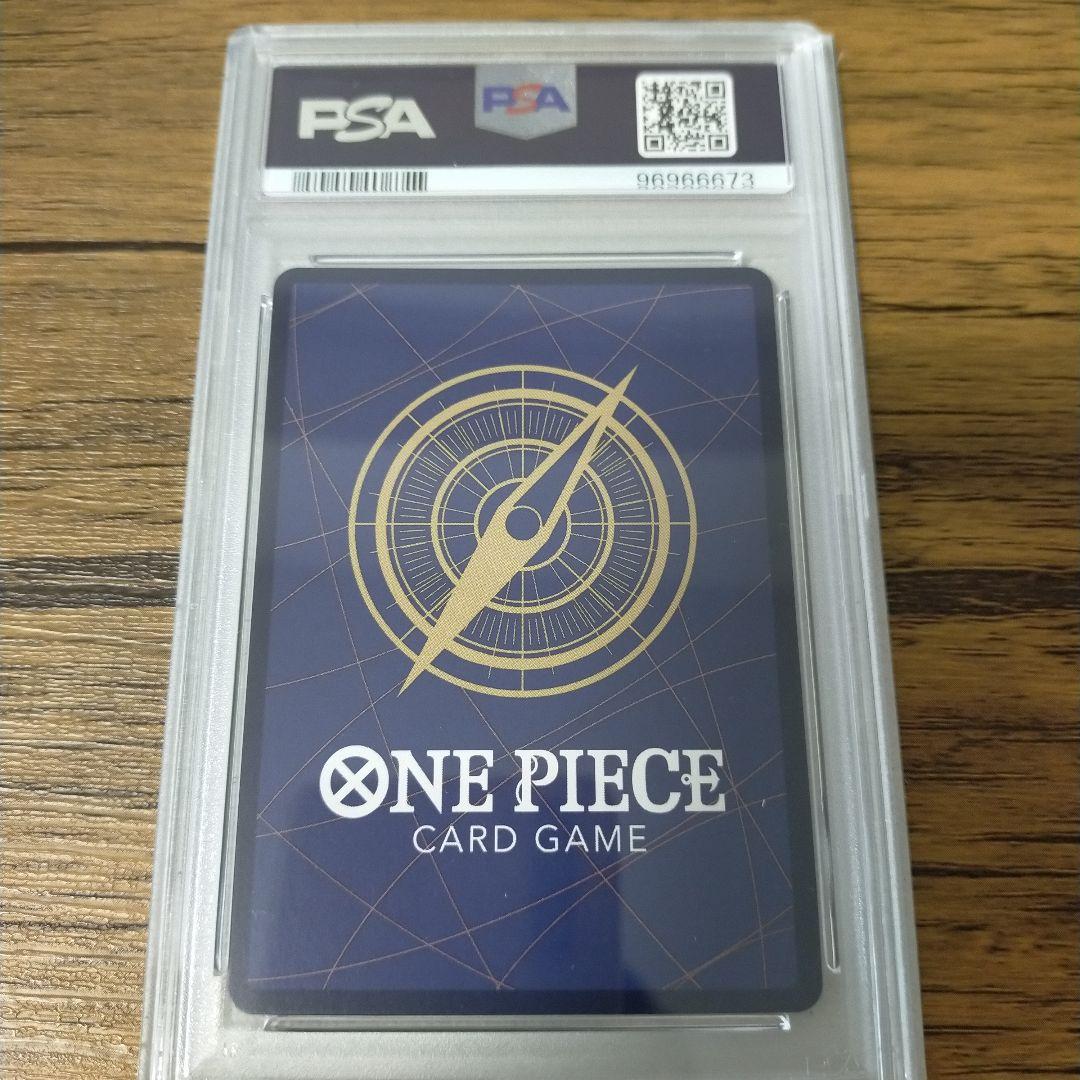 PSA
PSA
96966673
ONE PIECE
CARD GAME